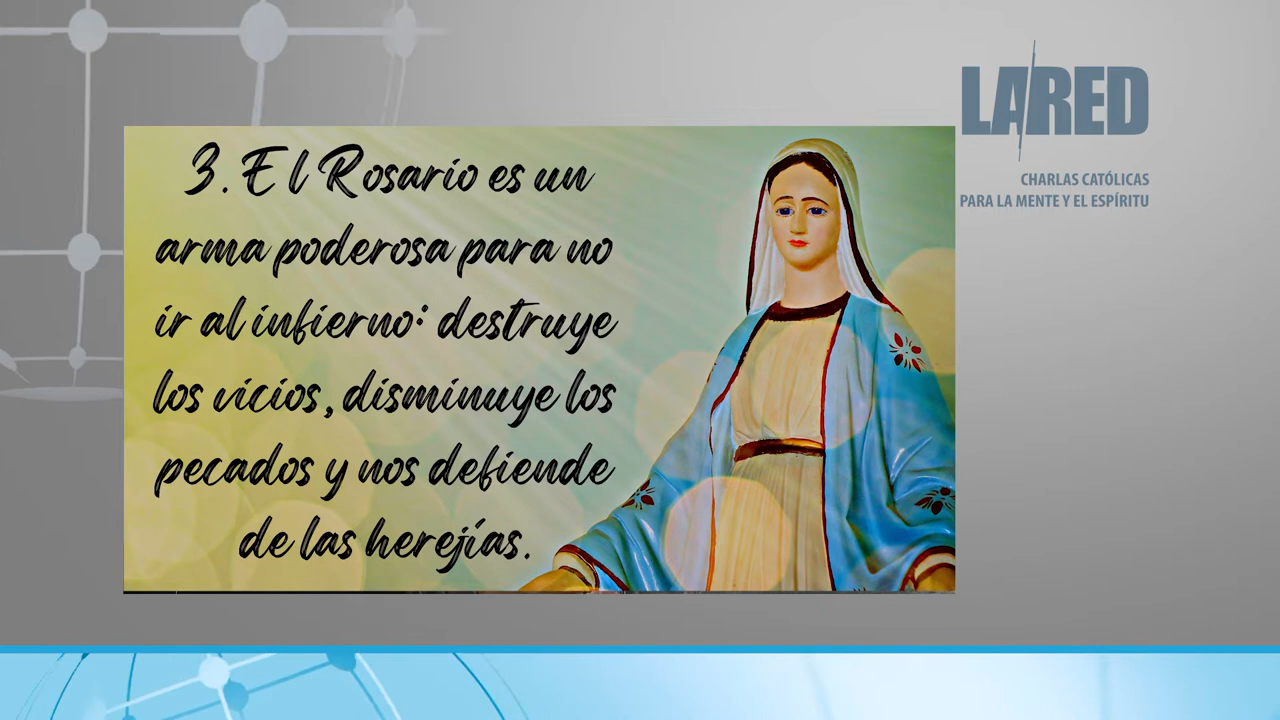 3. El Rosario es un
arma poderosa para no
ir al infierno: destruye
los vicios, disminuye los
pecados y nos defiende
de las herejías.
LARED
CHARLAS CATÓLICAS
PARA LA MENTE Y EL ESPÍRITU